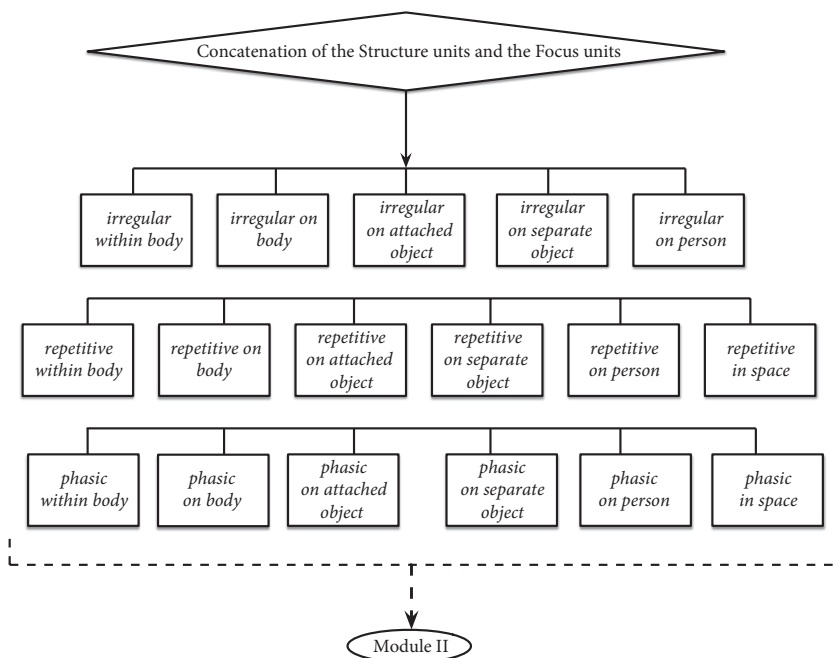 Concatenation of the Structure units and the Focus units
irregular
within body
irregular on
body
irregular
on attached
object
irregular
on separate
object
irregular
on person
repetitive
within body
repetitive on
body
repetitive
on attached
object
repetitive
on separate
object
repetitive
on person
repetitive
in space
phasic
within body
phasic
on body
phasic
on attached
object
phasic
on separate
object
phasic
on person
phasic
in space
Module II